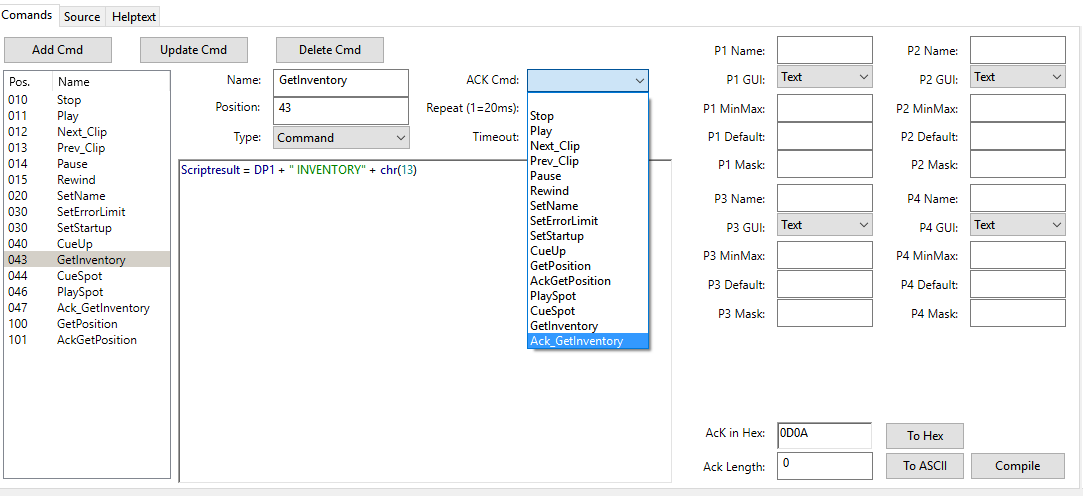 Comands Source Helptext
Add Cmd Update Cmd Delete Cmd
Pos. Name
010 Stop
011 Play
012 Next_Clip
013 Prev_Clip
014 Pause
015 Rewind
020 SetName
030 SetErrorLimit
030 SetStartup
040 CueUp
043 GetInventory
044 CueSpot
046 PlaySpot
047 Ack_GetInventory
100 GetPosition
101 AckGetPosition
Name: GetInventory
Position: 43
Type: Command
ACK Cmd:
Repeat (1=20ms):
Timeout:
Stop
Play
Next_Clip
Prev_Clip
Pause
Rewind
SetName
SetErrorLimit
SetStartup
CueUp
GetPosition
AckGetPosition
PlaySpot
CueSpot
GetInventory
Ack_GetInventory
Scriptresult = DP1 + " INVENTORY" + chr(13)
P1 Name:
P1 GUI: Text
P1 MinMax:
P1 Default:
P1 Mask:
P2 Name:
P2 GUI: Text
P2 MinMax:
P2 Default:
P2 Mask:
P3 Name:
P3 GUI: Text
P3 MinMax:
P3 Default:
P3 Mask:
P4 Name:
P4 GUI: Text
P4 MinMax:
P4 Default:
P4 Mask:
AcK in Hex: 0D0A To Hex
Ack Length: 0 To ASCII Compile